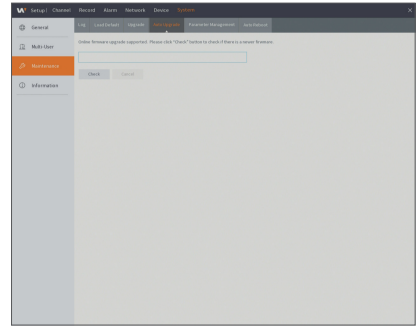 Setup | Channel Record Alarm Network Device System
General
Multi-User
Maintenance
Information
Log Load Default Upgrade Auto Upgrade Parameter Management Auto Reboot
Online firmware upgrade supported. Please click "Check" button to check if there is a newer firmware.
Check Cancel